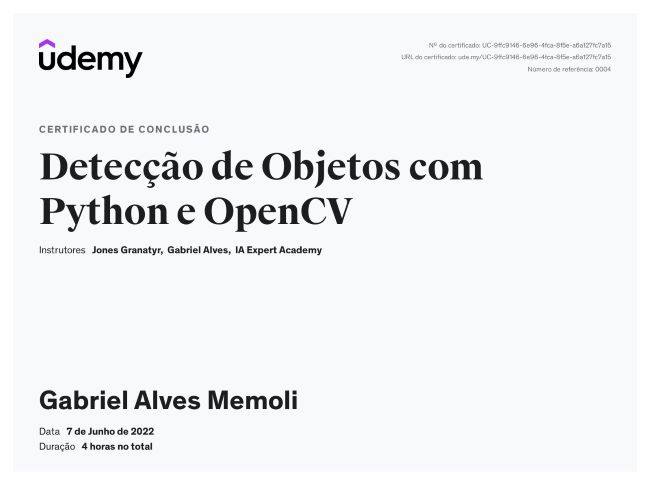 udemy
Nº do certificado: UC-9ffc9146-6e96-4fca-8f5e-a6a127fc7a15
URL do certificado: ude.my/UC-9ffc9146-6e96-4fca-8f5e-a6a127fc7a15
Número de referência: 0004
CERTIFICADO DE CONCLUSÃO
Detecção de Objetos com
Python e OpenCV
Instrutores Jones Granatyr, Gabriel Alves, IA Expert Academy
Gabriel Alves Memoli
Data 7 de Junho de 2022
Duração 4 horas no total